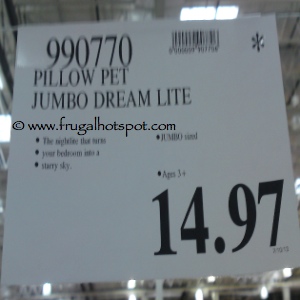 990770
PILLOW PET
JUMBO DREAM LITE
© www.frugalhotspot.com
• The nightlite that turns
• your bedroom into a
• starry sky.
• JUMBO sized
• Ages 3+
14.97